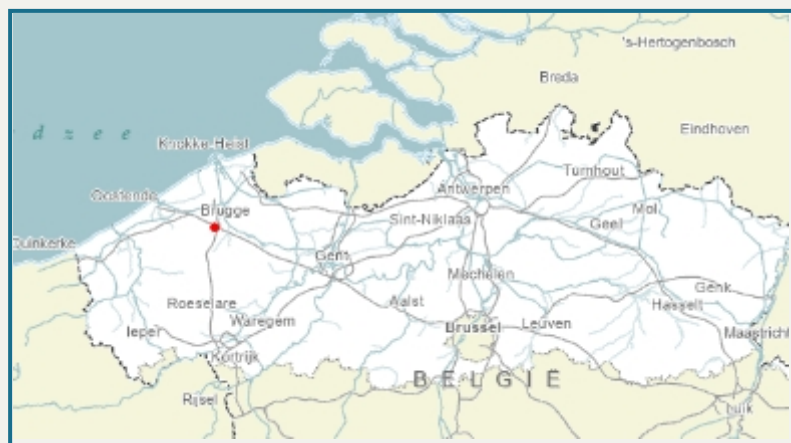 's-Hertogenbosch
Breda
Eindhoven
d z e e
Knokke-Heist
Turnhout
Oostende
Antwerpen
Brugge
Mol
Sint-Niklaas
Geel
Duinkerke
Gent
Mechelen
Genk
Roeselare
Aalst
Hasselt
Ieper
Waregem
Brussel
Leuven
Maastricht
Kortrijk
BELGIË
Rijsel
Luik